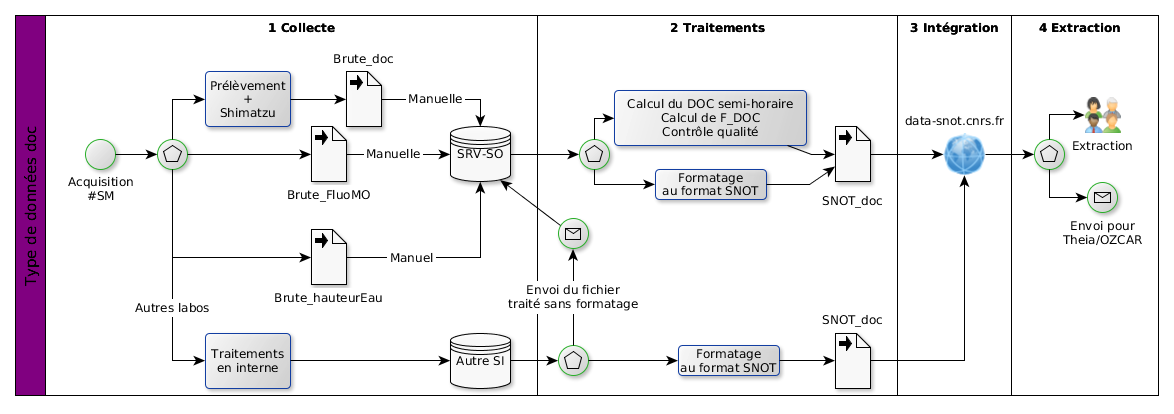 Type de données doc
1 Collecte
2 Traitements
3 Intégration
4 Extraction
Brute_doc
Prélèvement
+
Shimatzu
Manuelle
Acquisition
#SM
Brute_FluoMO
Manuelle
SRV-SO
Brute_hauteurEau
Manuel
Autres labos
Traitements
en interne
Autre SI
Calcul du DOC semi-horaire
Calcul de F_DOC
Contrôle qualité
Formatage
au format SNOT
SNOT_doc
Envoi du fichier
traité sans formatage
Formatage
au format SNOT
SNOT_doc
data-snot.cnrs.fr
Extraction
Envoi pour
Theia/OZCAR